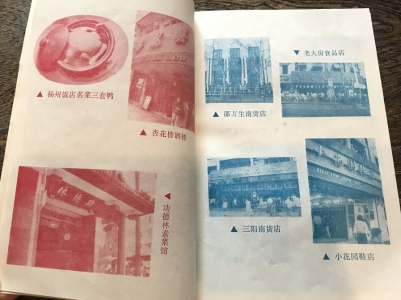 ▲ 扬州饭店名菜三套鸭
▲ 杏花楼酒楼
◀ 功德林素菜馆
▼ 老大房食品店
▲ 邵万生南货店
▲ 三阳南货店
▲ 小花园鞋店